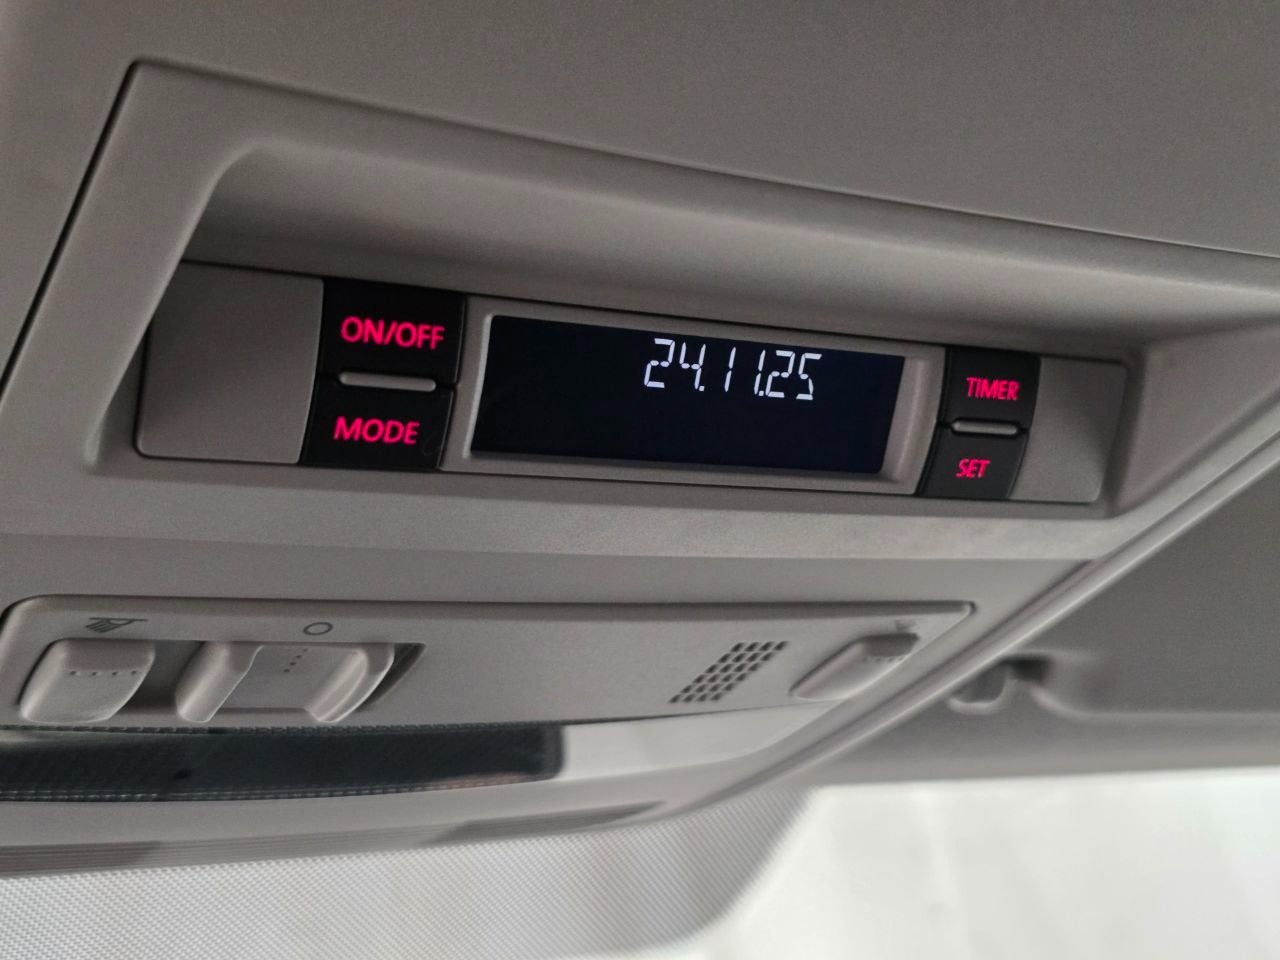 ON/OFF
MODE
24.11.25
TIMER
SET